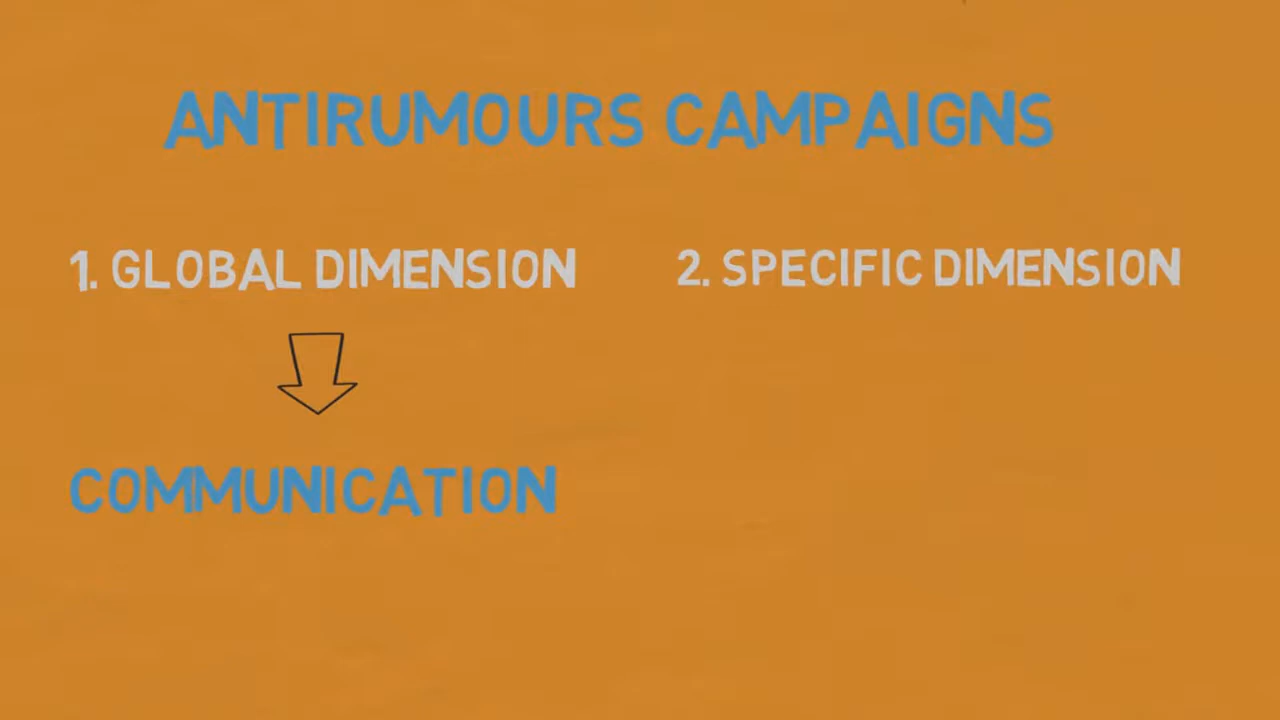 ANTIRUMOURS CAMPAIGNS
1. GLOBAL DIMENSION
2. SPECIFIC DIMENSION
COMMUNICATION